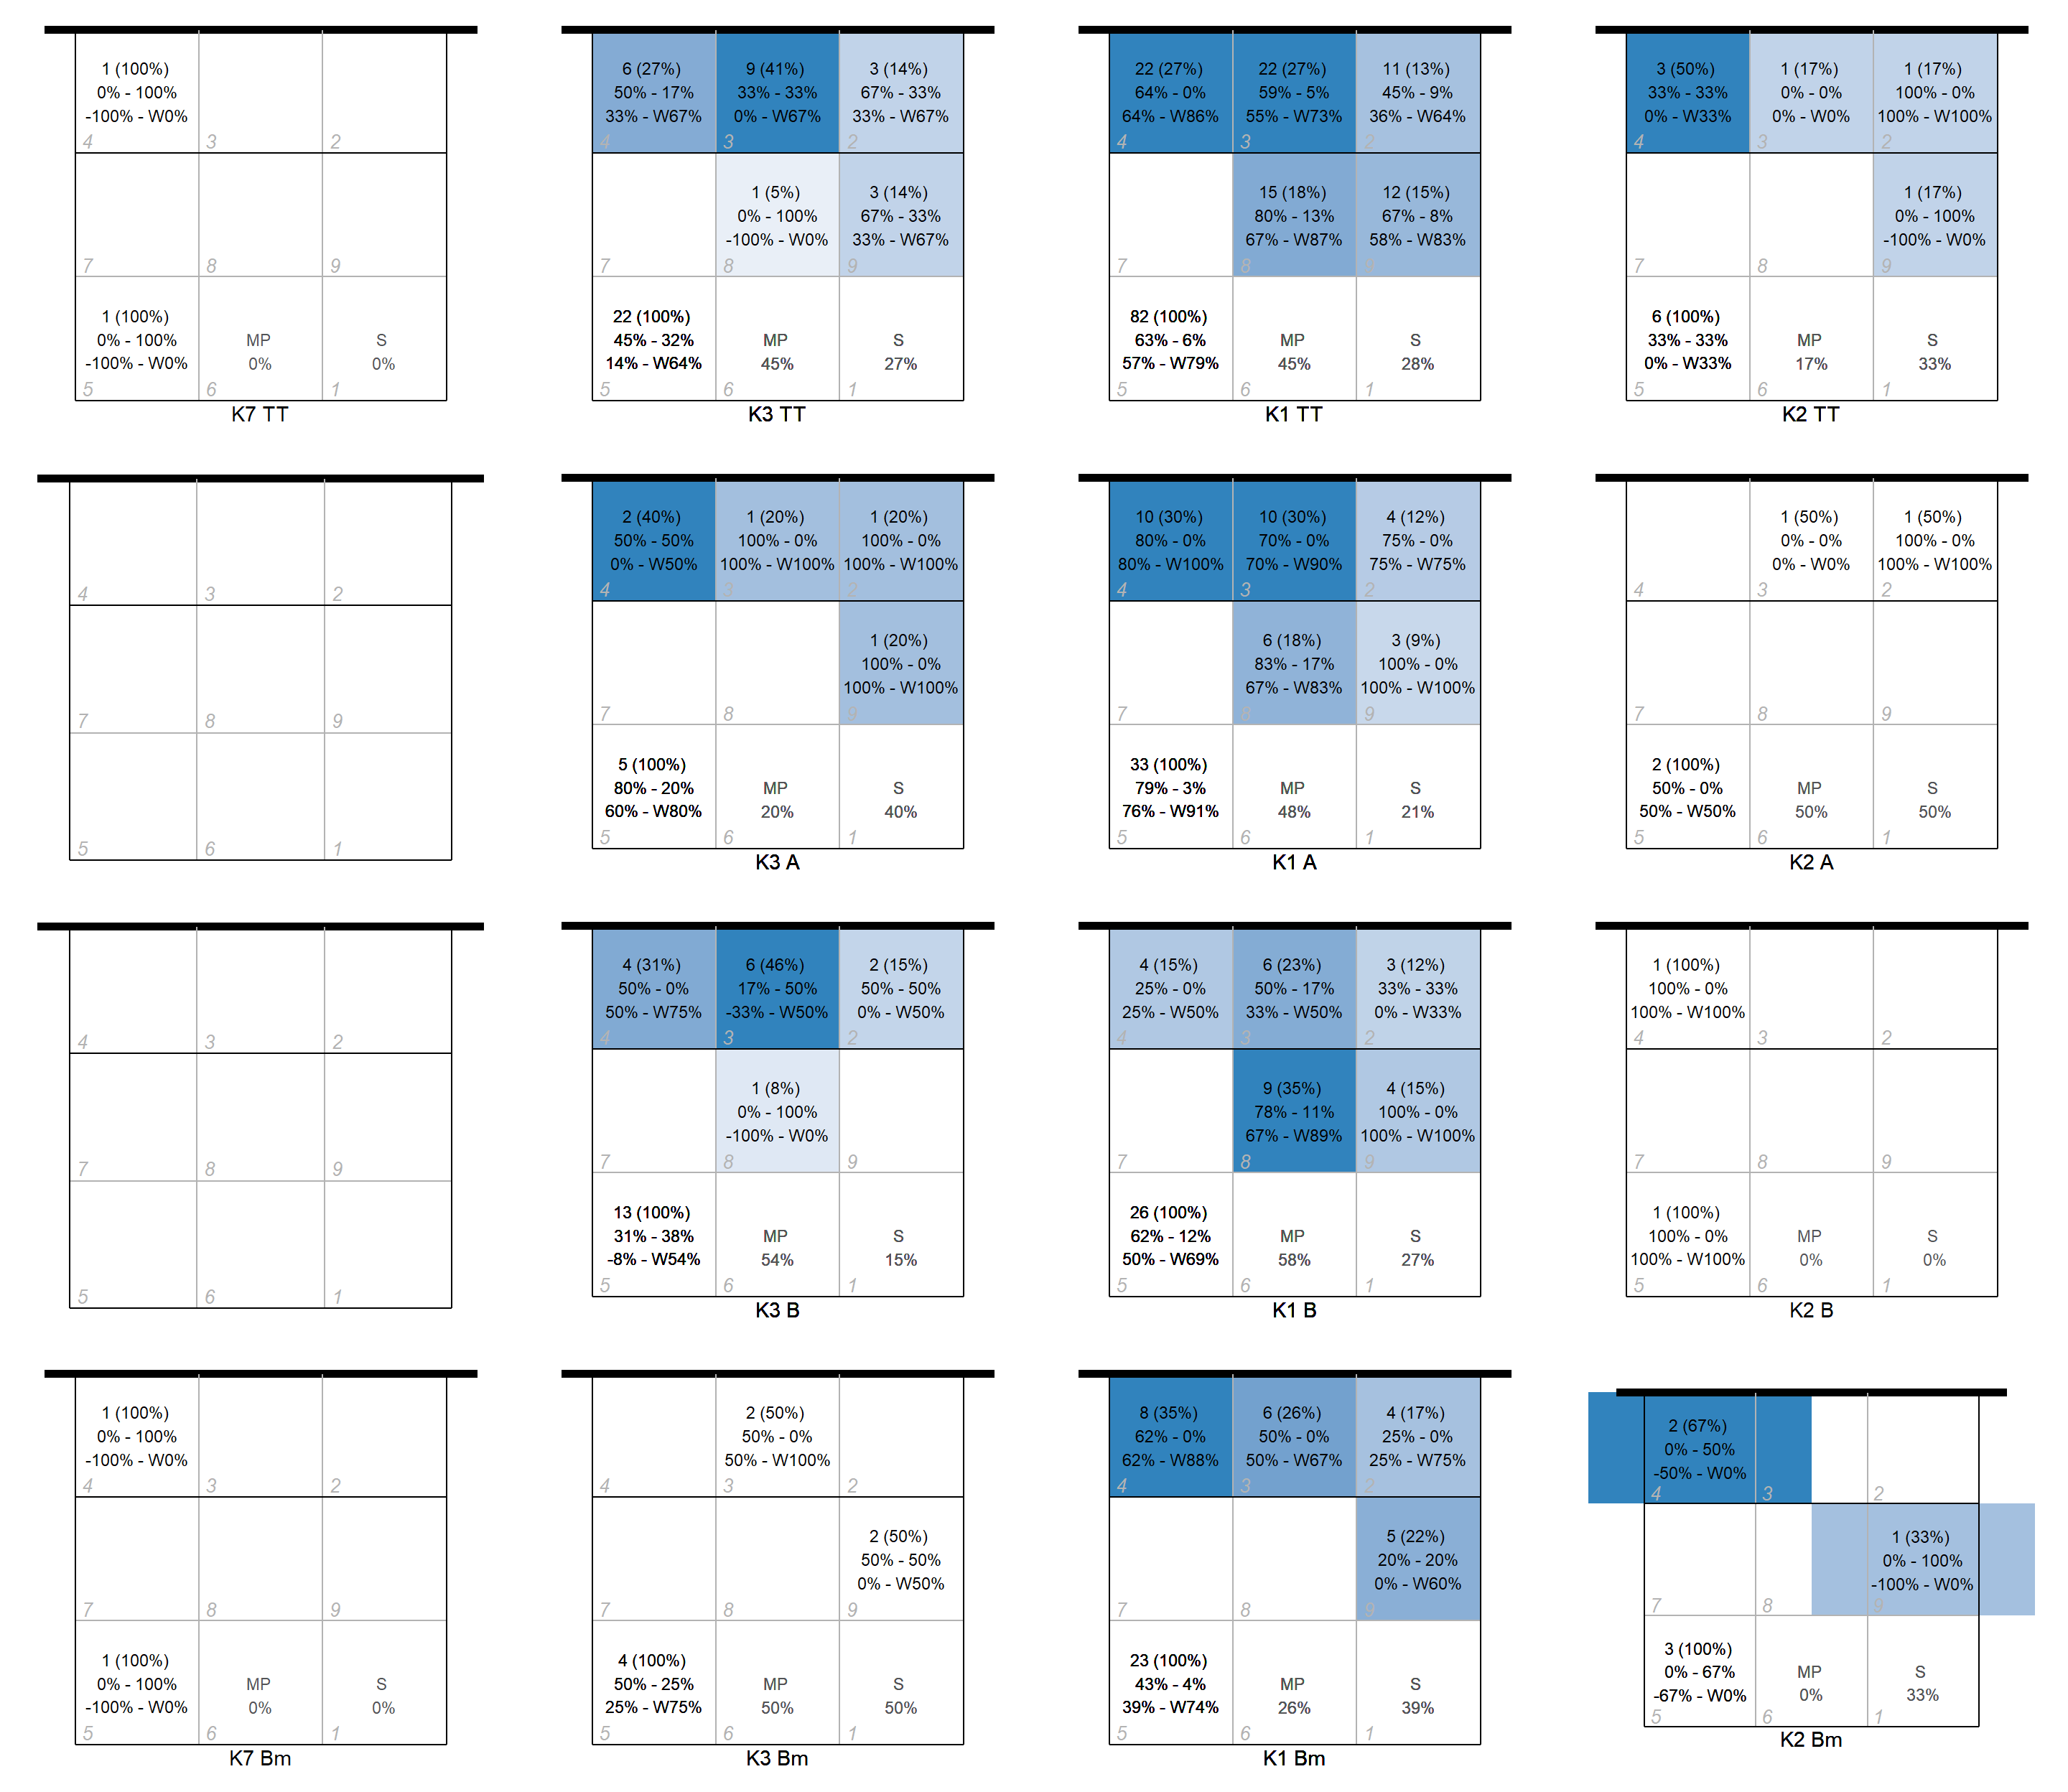 1 (100%)
0% - 100%
-100% - W0%
4
3
2
7
8
9
1 (100%)
0% - 100%
-100% - W0%
5
MP
0%
6
S
0%
1
K7 TT
6 (27%)
50% - 17%
33% - W67%
4
9 (41%)
33% - 33%
0% - W67%
3
3 (14%)
67% - 33%
33% - W67%
2
7
1 (5%)
0% - 100%
-100% - W0%
8
3 (14%)
67% - 33%
33% - W67%
9
22 (100%)
45% - 32%
14% - W64%
5
MP
45%
6
S
27%
1
K3 TT
22 (27%)
64% - 0%
64% - W86%
4
22 (27%)
59% - 5%
55% - W73%
3
11 (13%)
45% - 9%
36% - W64%
2
7
15 (18%)
80% - 13%
67% - W87%
8
12 (15%)
67% - 8%
58% - W83%
9
82 (100%)
63% - 6%
57% - W79%
5
MP
45%
6
S
28%
1
K1 TT
3 (50%)
33% - 33%
0% - W33%
4
1 (17%)
0% - 0%
0% - W0%
3
1 (17%)
100% - 0%
100% - W100%
2
7
8
1 (17%)
0% - 100%
-100% - W0%
9
6 (100%)
33% - 33%
0% - W33%
5
MP
17%
6
S
33%
1
K2 TT
4
3
2
7
8
9
5
6
1
2 (40%)
50% - 50%
0% - W50%
4
1 (20%)
100% - 0%
100% - W100%
3
1 (20%)
100% - 0%
100% - W100%
2
7
8
1 (20%)
100% - 0%
100% - W100%
9
5 (100%)
80% - 20%
60% - W80%
5
MP
20%
6
S
40%
1
K3 A
10 (30%)
80% - 0%
80% - W100%
4
10 (30%)
70% - 0%
70% - W90%
3
4 (12%)
75% - 0%
75% - W75%
2
7
6 (18%)
83% - 17%
67% - W83%
8
3 (9%)
100% - 0%
100% - W100%
9
33 (100%)
79% - 3%
76% - W91%
5
MP
48%
6
S
21%
1
K1 A
4
1 (50%)
0% - 0%
0% - W0%
3
1 (50%)
100% - 0%
100% - W100%
2
7
8
9
2 (100%)
50% - 0%
50% - W50%
5
MP
50%
6
S
50%
1
K2 A
4
3
2
7
8
9
5
6
1
4 (31%)
50% - 0%
50% - W75%
4
6 (46%)
17% - 50%
-33% - W50%
3
2 (15%)
50% - 50%
0% - W50%
2
7
1 (8%)
0% - 100%
-100% - W0%
8
9
13 (100%)
31% - 38%
-8% - W54%
5
MP
54%
6
S
15%
1
K3 B
4 (15%)
25% - 0%
25% - W50%
4
6 (23%)
50% - 17%
33% - W50%
3
3 (12%)
33% - 33%
0% - W33%
2
7
9 (35%)
78% - 11%
67% - W89%
8
4 (15%)
100% - 0%
100% - W100%
9
26 (100%)
62% - 12%
50% - W69%
5
MP
58%
6
S
27%
1
K1 B
1 (100%)
100% - 0%
100% - W100%
4
3
2
7
8
9
1 (100%)
100% - 0%
100% - W100%
5
MP
0%
6
S
0%
1
K2 B
1 (100%)
0% - 100%
-100% - W0%
4
3
2
7
8
9
1 (100%)
0% - 100%
-100% - W0%
5
MP
0%
6
S
0%
1
K7 Bm
4
2 (50%)
50% - 0%
50% - W100%
3
2
7
8
2 (50%)
50% - 50%
0% - W50%
9
4 (100%)
50% - 25%
25% - W75%
5
MP
50%
6
S
50%
1
K3 Bm
8 (35%)
62% - 0%
62% - W88%
4
6 (26%)
50% - 0%
50% - W67%
3
4 (17%)
25% - 0%
25% - W75%
2
7
8
5 (22%)
20% - 20%
0% - W60%
9
23 (100%)
43% - 4%
39% - W74%
5
MP
26%
6
S
39%
1
K1 Bm
2 (67%)
0% - 50%
-50% - W0%
4
3
2
7
8
1 (33%)
0% - 100%
-100% - W0%
9
3 (100%)
0% - 67%
-67% - W0%
5
MP
0%
6
S
33%
1
K2 Bm